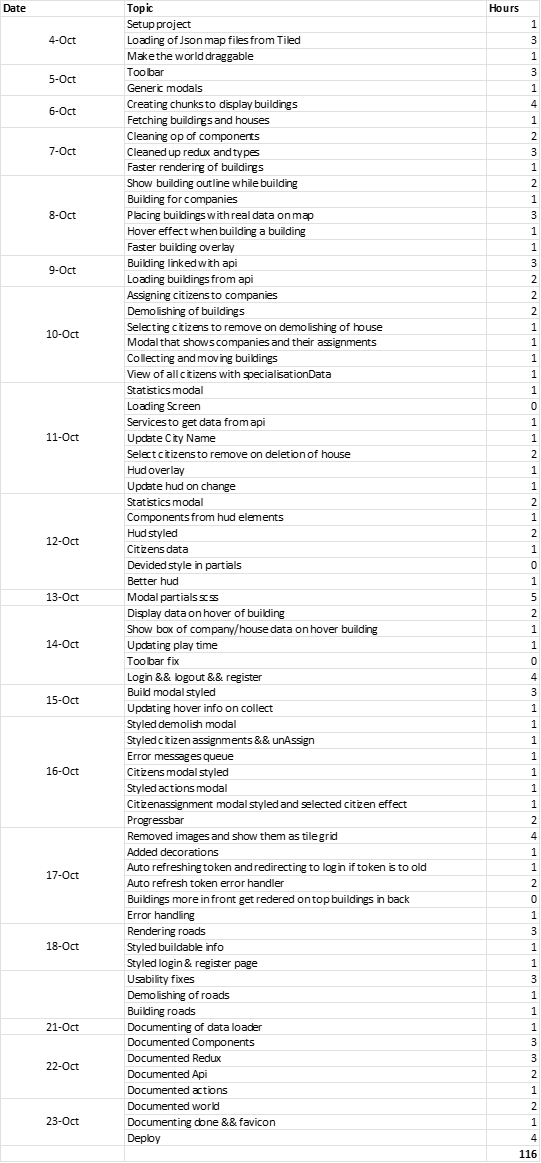 Date Topic Hours
4-Oct Setup project 1
Loading of Json map files from Tiled 3
Make the world draggable 1
5-Oct Toolbar 3
Generic modals 1
6-Oct Creating chunks to display buildings 4
Fetching buildings and houses 1
7-Oct Cleaning op of components 2
Cleaned up redux and types 3
Faster rendering of buildings 1
8-Oct Show building outline while building 2
Building for companies 1
Placing buildings with real data on map 3
Hover effect when building a building 1
Faster building overlay 1
9-Oct Building linked with api 3
Loading buildings from api 2
10-Oct Assigning citizens to companies 2
Demolishing of buildings 2
Selecting citizens to remove on demolishing of house 1
Modal that shows companies and their assignments 1
Collecting and moving buildings 1
View of all citizens with specialisationData 1
11-Oct Statistics modal 1
Loading Screen 0
Services to get data from api 1
Update City Name 1
Select citizens to remove on deletion of house 2
Hud overlay 1
Update hud on change 1
12-Oct Statistics modal 2
Components from hud elements 1
Hud styled 2
Citizens data 1
Devided style in partials 0
Better hud 1
13-Oct Modal partials scss 5
14-Oct Display data on hover of building 2
Show box of company/house data on hover building 1
Updating play time 1
Toolbar fix 0
Login && logout && register 4
15-Oct Build modal styled 3
Updating hover info on collect 1
16-Oct Styled demolish modal 1
Styled citizen assignments && unAssign 1
Error messages queue 1
Citizens modal styled 1
Styled actions modal 1
Citizenassignment modal styled and selected citizen effect 1
Progressbar 2
17-Oct Removed images and show them as tile grid 4
Added decorations 1
Auto refreshing token and redirecting to login if token is to old 1
Auto refresh token error handler 2
Buildings more in front get redered on top buildings in back 0
Error handling 1
18-Oct Rendering roads 3
Styled buildable info 1
Styled login & register page 1
Usability fixes 3
Demolishing of roads 1
Building roads 1
21-Oct Documenting of data loader 1
22-Oct Documented Components 3
Documented Redux 3
Documented Api 2
Documented actions 1
23-Oct Documented world 2
Documenting done && favicon 1
Deploy 4
116